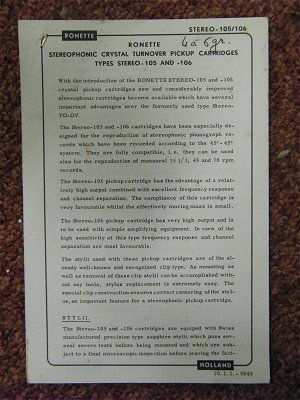 RONETTE
STEREO-105/106
RONETTE
4 à 6 gr.
STEREOPHONIC CRYSTAL TURNOVER PICKUP CARTRIDGES
TYPES STEREO-105 AND -106
With the introduction of the RONETTE STEREO-105 and -106
crystal pickup cartridges new and considerably improved
stereophonic cartridges become available which have several
important advantages over the formerly used type Stereo-
TO-OV.
The Stereo-105 and -106 cartridges have been especially de-
signed for the reproduction of stereophonic phonograph re-
cords which have been recorded according to the 45°-45°
system. They are fully compatible, i.e. they can be used
also for the reproduction of monaural 33 1/3, 45 and 78 rpm
records.
The Stereo-105 pickup cartridge has the advantage of a relat-
ively high output combined with excellent frequency response
and channel separation. The compliance of this cartridge is
very favourable whilst the effectively moving mass is small.
The Stereo-106 pickup cartridge has very high output and is
to be used with simple amplifying equipment. In view of the
high sensitivity of this type frequency response and channel
separation are most favourable.
The stylii used with these pickup cartridges are of the al-
ready well-known and recognized clip type. As mounting as
well as removal of these clip stylii can be accomplished with-
out any tools, stylus replacement is extremely easy. The
special clip construction ensures correct centering of the styl-
us, an important feature for a stereophonic pickup cartridge.
STYLII.
The Stereo-105 and -106 cartridges are equiped with Swiss
manufactured precision type sapphire stylii which pass sev-
eral severe tests before being mounted and which are sub-
ject to a final microscopic inspection before leaving the fact-
HOLLAND